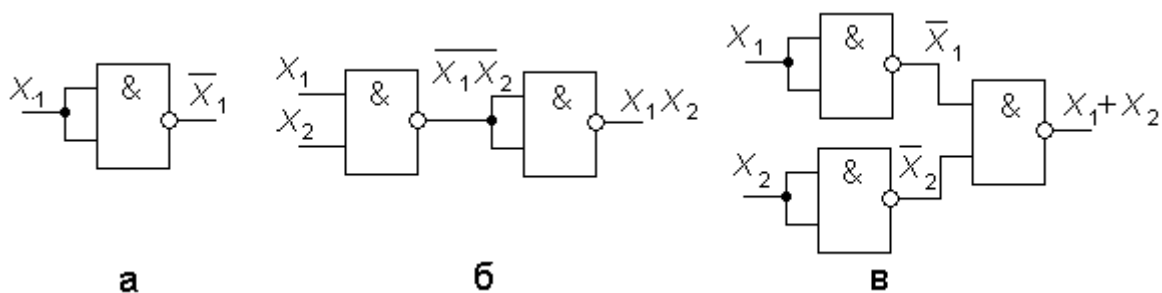 X₁
&
X̅₁
а
X₁
X₂
&
X̅₁X̅₂
&
X₁X₂
б
X₁
&
X̅₁
X₂
&
X̅₂
&
X₁+X₂
в